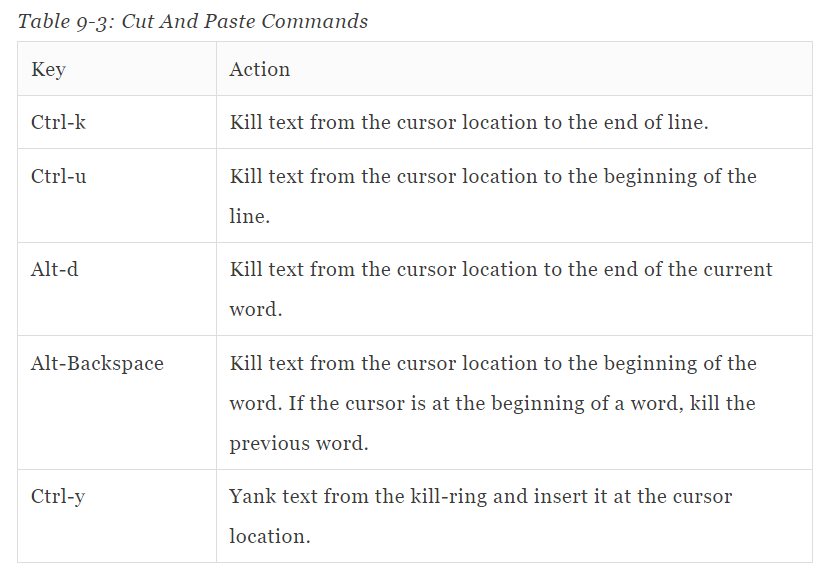 Table 9-3: Cut And Paste Commands
Key Action
Ctrl-k Kill text from the cursor location to the end of line.
Ctrl-u Kill text from the cursor location to the beginning of the
line.
Alt-d Kill text from the cursor location to the end of the current
word.
Alt-Backspace Kill text from the cursor location to the beginning of the
word. If the cursor is at the beginning of a word, kill the
previous word.
Ctrl-y Yank text from the kill-ring and insert it at the cursor
location.